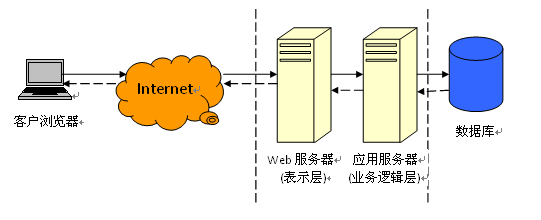 Internet
客户浏览器
Web 服务器
(表示层)
应用服务器
(业务逻辑层)
数据库